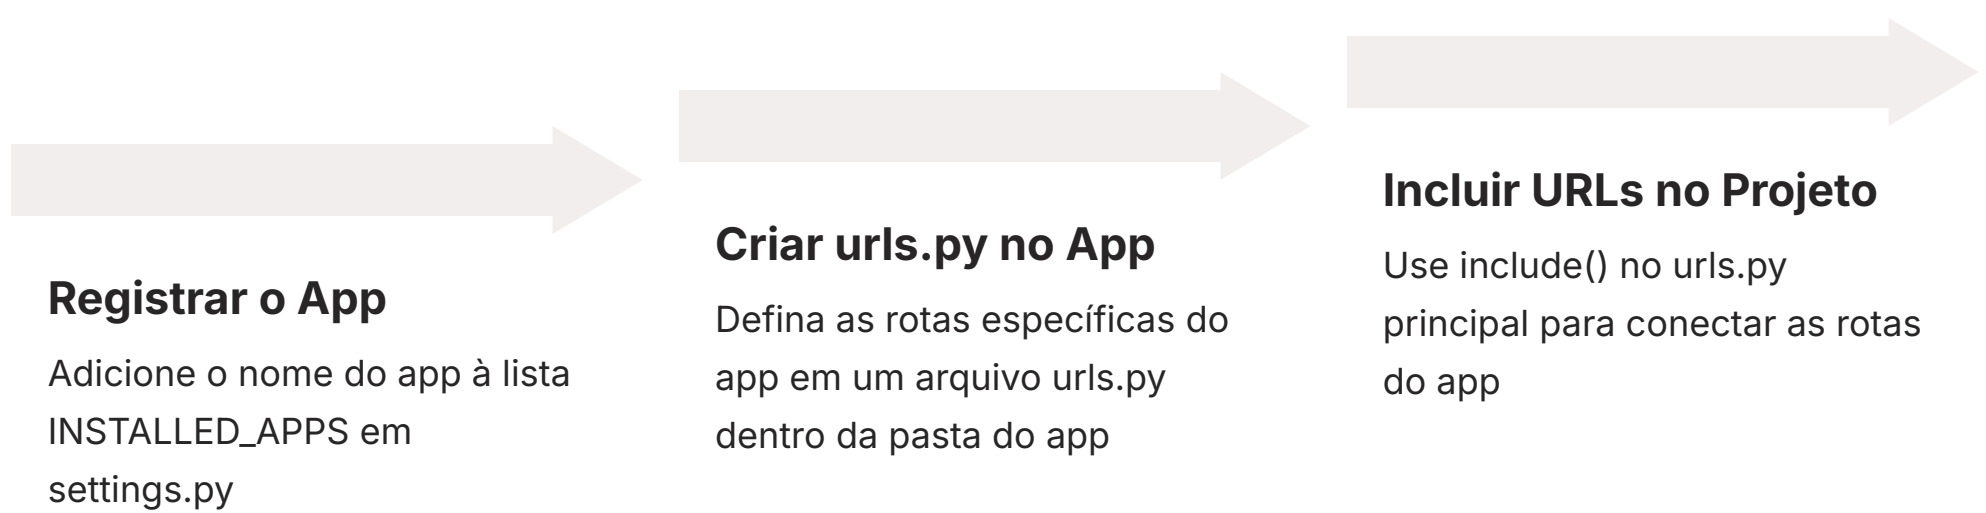 Registrar o App
Adicione o nome do app à lista
INSTALLED_APPS em
settings.py
Criar urls.py no App
Defina as rotas específicas do
app em um arquivo urls.py
dentro da pasta do app
Incluir URLs no Projeto
Use include() no urls.py
principal para conectar as rotas
do app